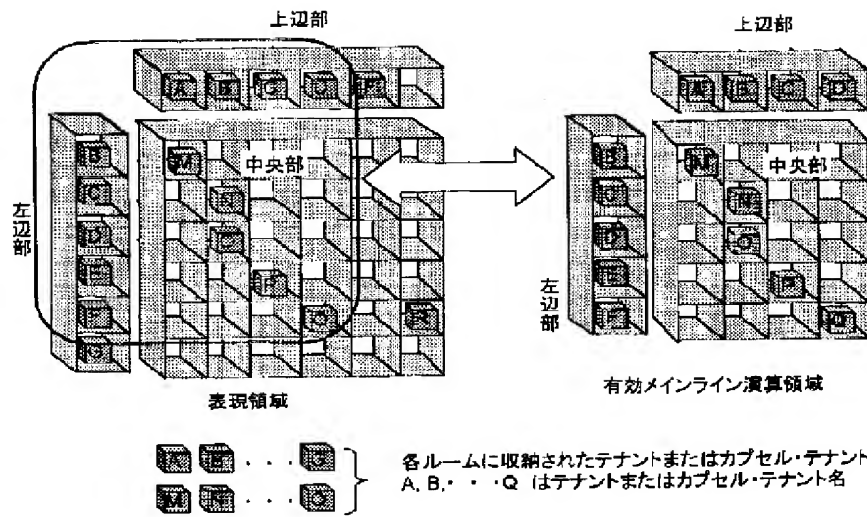 上辺部
上辺部
A B C D F
A B C D
B
C
D
E
F
G
M
N
P
Q
R
中央部
左辺部
B
C
D
E
F
M
N
O
P
Q
中央部
左辺部
表現領域
有効メインライン演算領域
A B ・・・ G
M N ・・・ Q
各ルームに収納されたテナントまたはカプセル・テナント
A, B,・・・Q はテナントまたはカプセル・テナント名